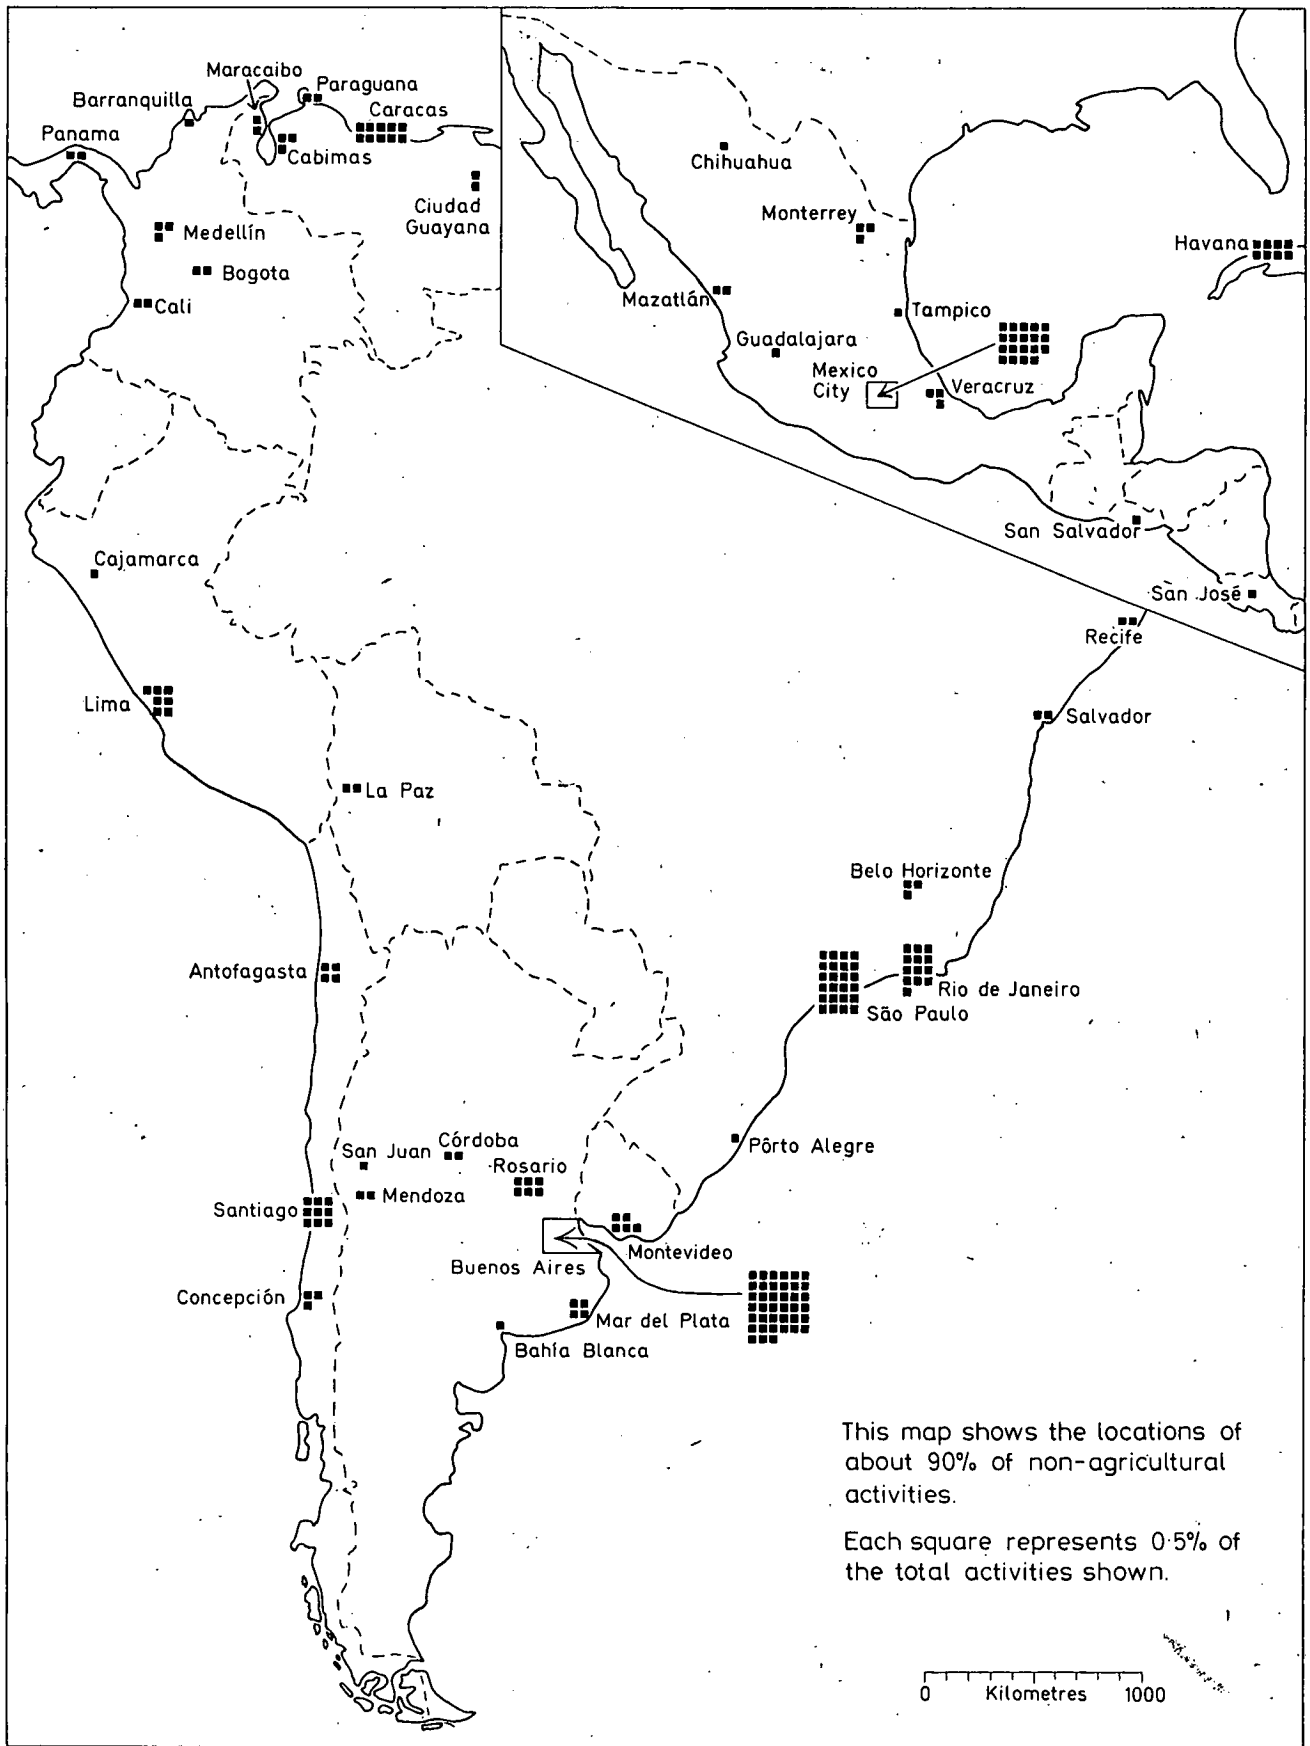 Maracaibo
Paraguana
Barranquilla
Caracas
Panama
Cabimas
Ciudad
Guayana
Medellín
Bogota
Cali
Chihuahua
Monterrey
Havana
Mazatlán
Tampico
Guadalajara
Mexico
City
Veracruz
San Salvador
San José
Recife
Cajamarca
Lima
Salvador
La Paz
Belo Horizonte
Antofagasta
Rio de Janeiro
São Paulo
San Juan
Córdoba
Pôrto Alegre
Rosario
Mendoza
Santiago
Montevideo
Buenos Aires
Concepción
Mar del Plata
Bahía Blanca
This map shows the locations of
about 90% of non-agricultural
activities.
Each square represents 0·5% of
the total activities shown.
0 Kilometres 1000